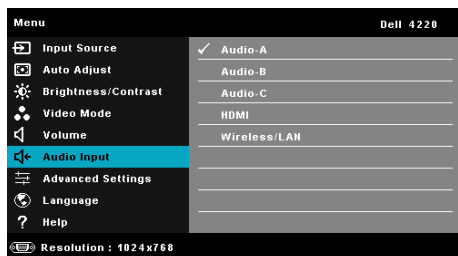 Menu Dell 4220
Input Source
Auto Adjust
Brightness/Contrast
Video Mode
Volume
Audio Input
Advanced Settings
Language
? Help
Audio-A
Audio-B
Audio-C
HDMI
Wireless/LAN
Resolution : 1024x768